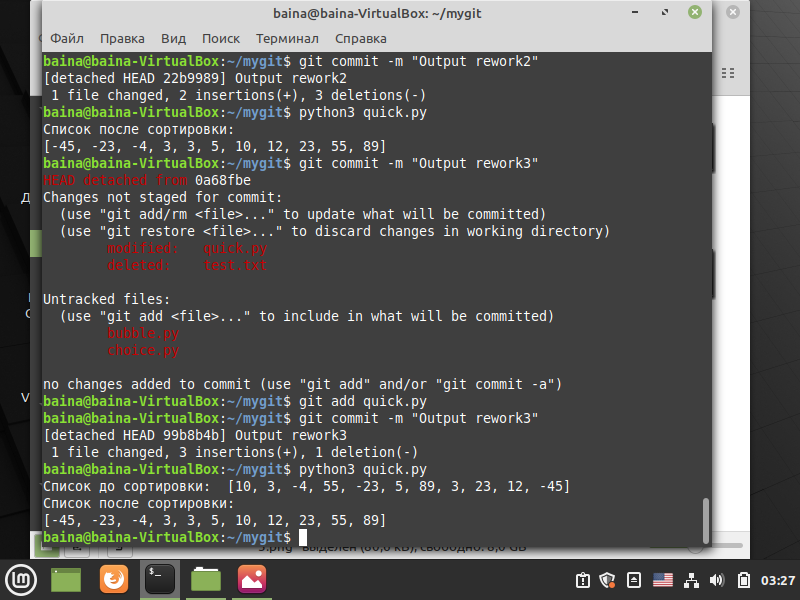 baina@baina-VirtualBox: ~/mygit
Файл Правка Вид Поиск Терминал Справка
baina@baina-VirtualBox:~/mygit$ git commit -m "Output rework2"
[detached HEAD 22b9989] Output rework2
1 file changed, 2 insertions(+), 3 deletions(-)
baina@baina-VirtualBox:~/mygit$ python3 quick.py
Список после сортировки:
[-45, -23, -4, 3, 3, 5, 10, 12, 23, 55, 89]
baina@baina-VirtualBox:~/mygit$ git commit -m "Output rework3"
HEAD detached from 0a68fbe
Changes not staged for commit:
(use "git add/rm <file>..." to update what will be committed)
(use "git restore <file>..." to discard changes in working directory)
modified: quick.py
deleted: test.txt
Untracked files:
(use "git add <file>..." to include in what will be committed)
bubble.py
choice.py
no changes added to commit (use "git add" and/or "git commit -a")
baina@baina-VirtualBox:~/mygit$ git add quick.py
baina@baina-VirtualBox:~/mygit$ git commit -m "Output rework3"
[detached HEAD 99b8b4b] Output rework3
1 file changed, 3 insertions(+), 1 deletion(-)
baina@baina-VirtualBox:~/mygit$ python3 quick.py
Список до сортировки: [10, 3, -4, 55, -23, 5, 89, 3, 23, 12, -45]
Список после сортировки:
[-45, -23, -4, 3, 3, 5, 10, 12, 23, 55, 89]
baina@baina-VirtualBox:~/mygit$
03:27